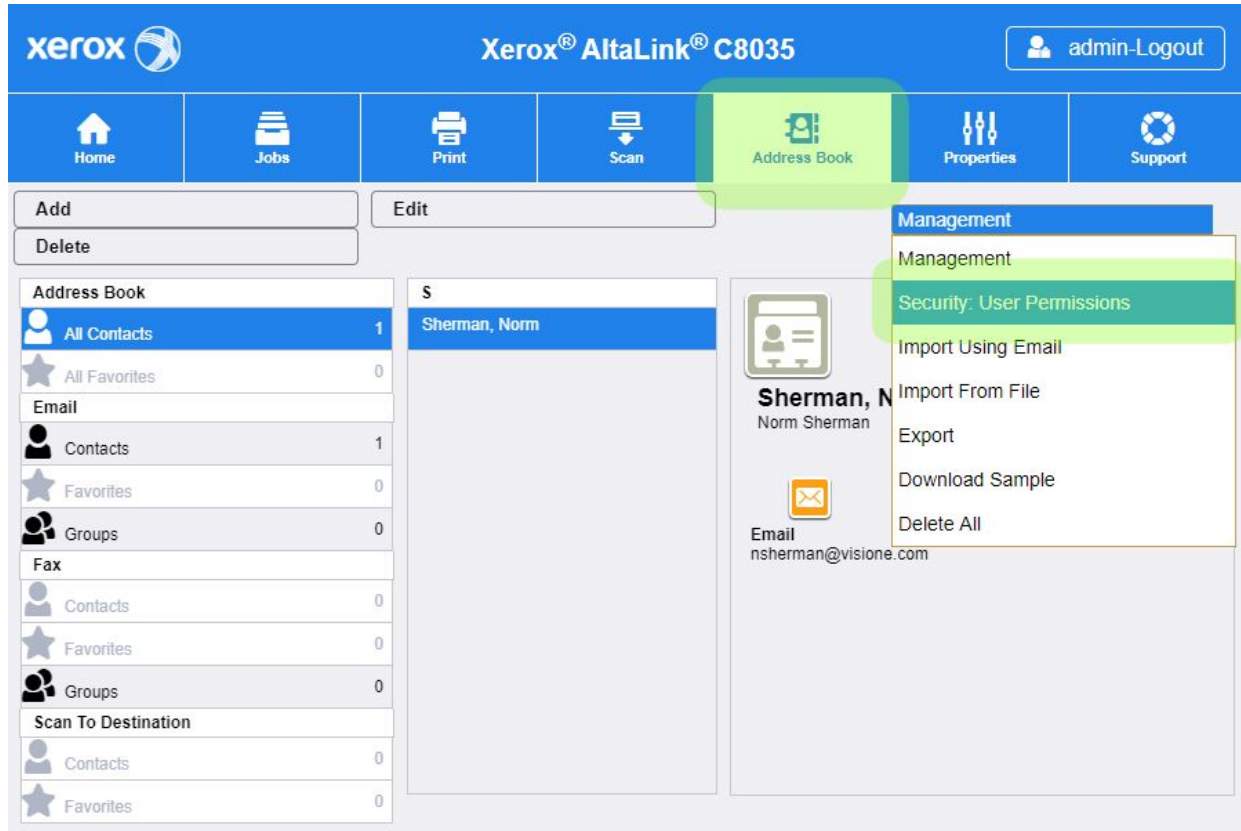 xerox
Xerox® AltaLink® C8035
admin-Logout
Home
Jobs
Print
Scan
Address Book
Properties
Support
Add
Edit
Delete
Management
Management
Security: User Permissions
Import Using Email
Import From File
Export
Download Sample
Delete All
Address Book
All Contacts 1
All Favorites 0
Email
Contacts 1
Favorites 0
Groups 0
Fax
Contacts 0
Favorites 0
Groups 0
Scan To Destination
Contacts 0
Favorites 0
S
Sherman, Norm
Sherman, N
Norm Sherman
Email
nsherman@visione.com